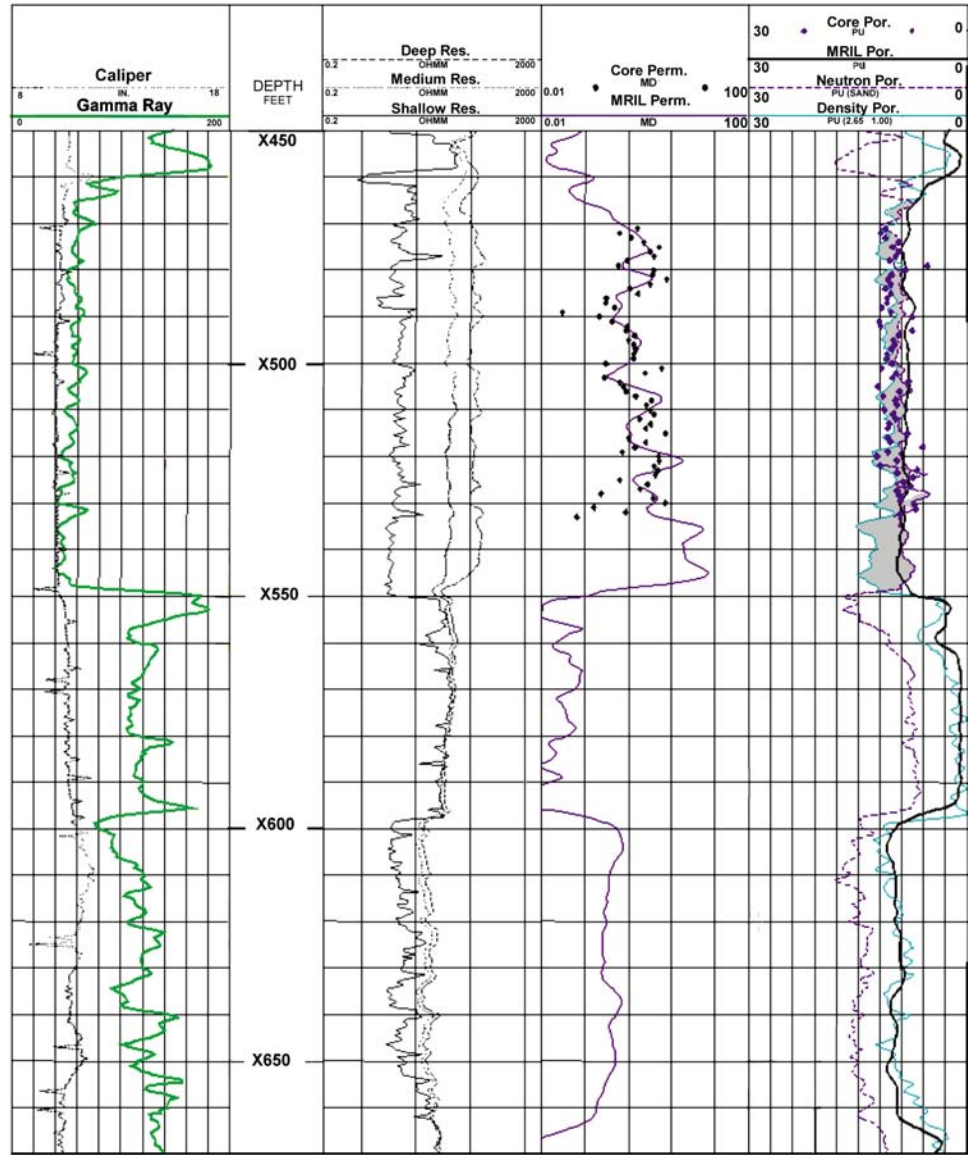 Caliper
8 IN. 18
Gamma Ray
0 200
DEPTH
FEET
Deep Res.
0.2 OHMM 2000
Medium Res.
0.2 OHMM 2000
Shallow Res.
0.2 OHMM 2000
Core Perm.
MD
0.01 100
MRIL Perm.
0.01 MD 100
Core Por.
30 PU 0
MRIL Por.
30 PU 0
Neutron Por.
30 PU (SAND) 0
Density Por.
30 PU (2.65 1.00) 0
X450
X500
X550
X600
X650